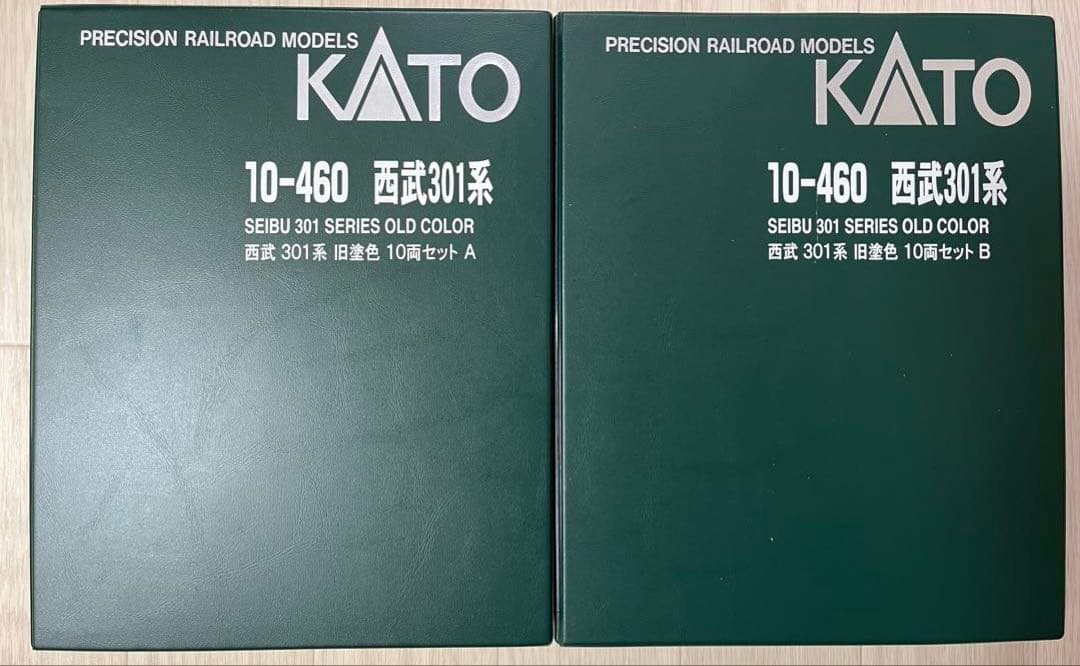 PRECISION RAILROAD MODELS
KATO
10-460 西武301系
SEIBU 301 SERIES OLD COLOR
西武 301系 旧塗色 10両セット A
PRECISION RAILROAD MODELS
KATO
10-460 西武301系
SEIBU 301 SERIES OLD COLOR
西武 301系 旧塗色 10両セット B